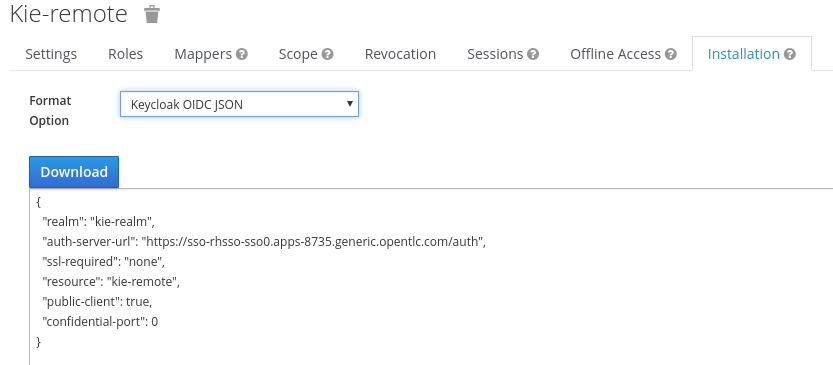 Kie-remote
Settings Roles Mappers Scope Revocation Sessions Offline Access Installation
Format Option
Keycloak OIDC JSON
Download
{
"realm": "kie-realm",
"auth-server-url": "https://sso-rhsso-sso0.apps-8735.generic.opentlc.com/auth",
"ssl-required": "none",
"resource": "kie-remote",
"public-client": true,
"confidential-port": 0
}